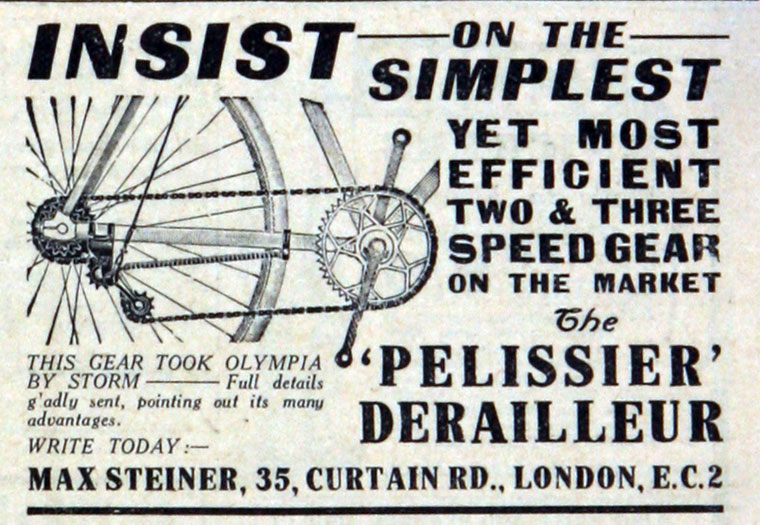 INSIST
ON THE
SIMPLEST
YET MOST
EFFICIENT
TWO & THREE
SPEED GEAR
ON THE MARKET
The
'PELISSIER'
DERAILLEUR
THIS GEAR TOOK OLYMPIA
BY STORM——Full details
g'adly sent, pointing out its many
advantages.
WRITE TODAY:—
MAX STEINER, 35, CURTAIN RD., LONDON, E.C.2